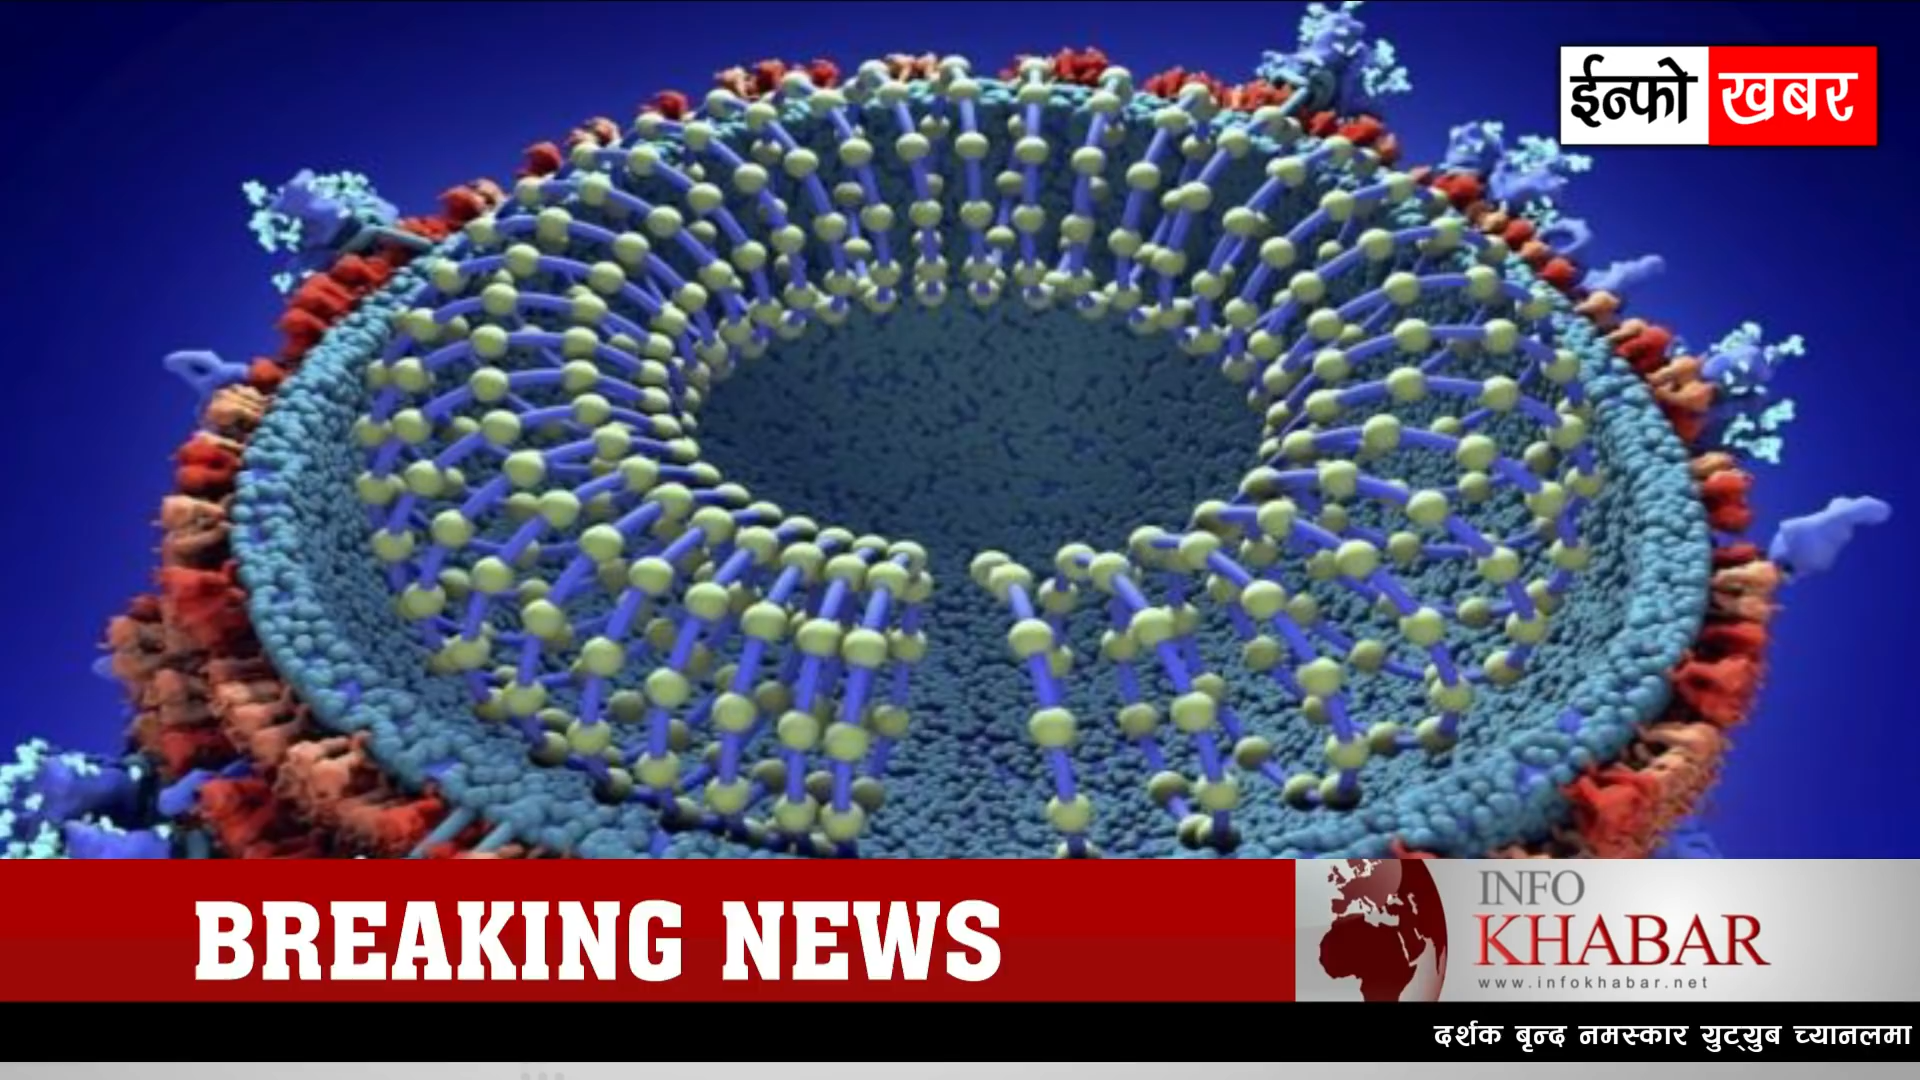 ईन्फो खबर
BREAKING NEWS
INFO
KHABAR
www.infokhabar.net
दर्शक बृन्द नमस्कार युट्युब च्यानलमा